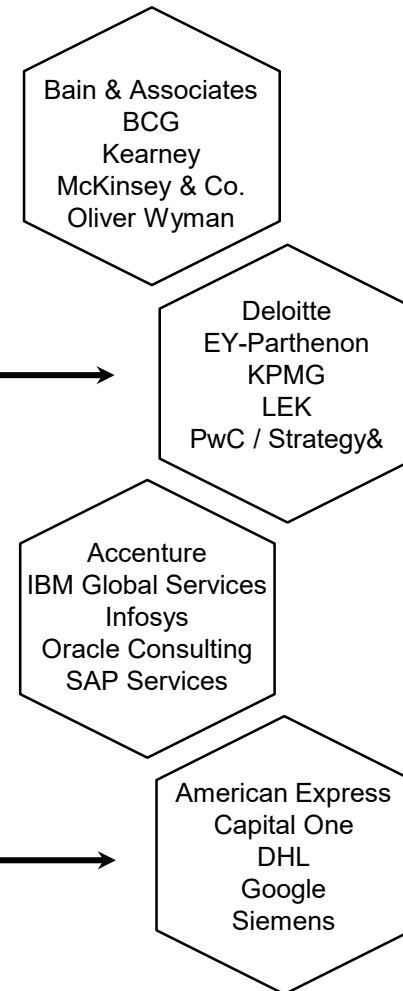 Bain & Associates
BCG
Kearney
McKinsey & Co.
Oliver Wyman
Deloitte
EY-Parthenon
KPMG
LEK
PwC / Strategy&
Accenture
IBM Global Services
Infosys
Oracle Consulting
SAP Services
American Express
Capital One
DHL
Google
Siemens